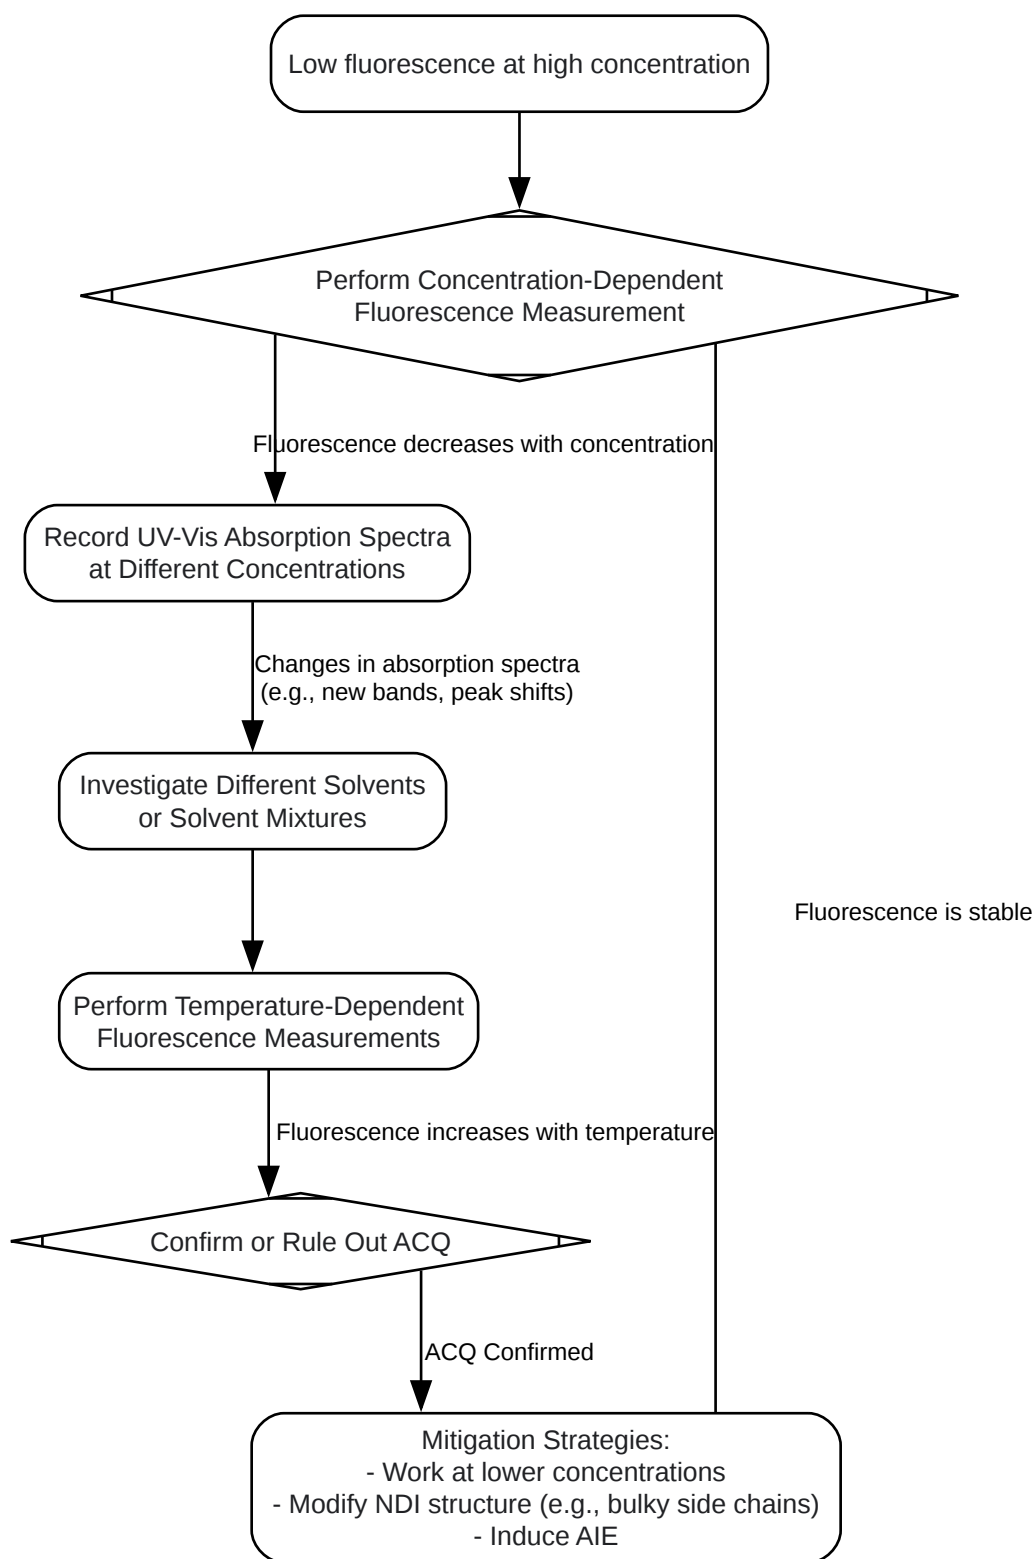 Low fluorescence at high concentration
Perform Concentration-Dependent
Fluorescence Measurement
Fluorescence decreases with concentration
Record UV-Vis Absorption Spectra
at Different Concentrations
Changes in absorption spectra
(e.g., new bands, peak shifts)
Investigate Different Solvents
or Solvent Mixtures
Fluorescence is stable
Perform Temperature-Dependent
Fluorescence Measurements
Fluorescence increases with temperature
Confirm or Rule Out ACQ
ACQ Confirmed
Mitigation Strategies:
- Work at lower concentrations
- Modify NDI structure (e.g., bulky side chains)
- Induce AIE